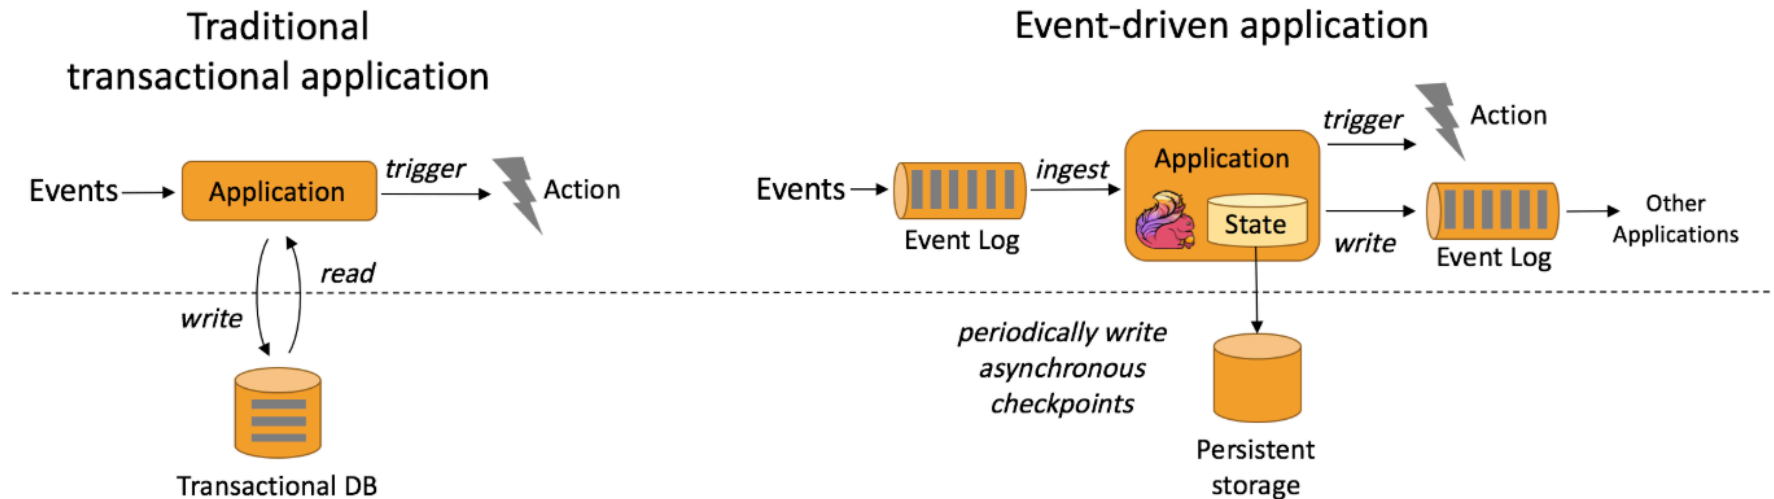 Traditional
transactional application
Events
Application
trigger
Action
read
write
Transactional DB
Event-driven application
Events
Event Log
ingest
Application
State
trigger
Action
write
Event Log
Other
Applications
periodically write
asynchronous
checkpoints
Persistent
storage